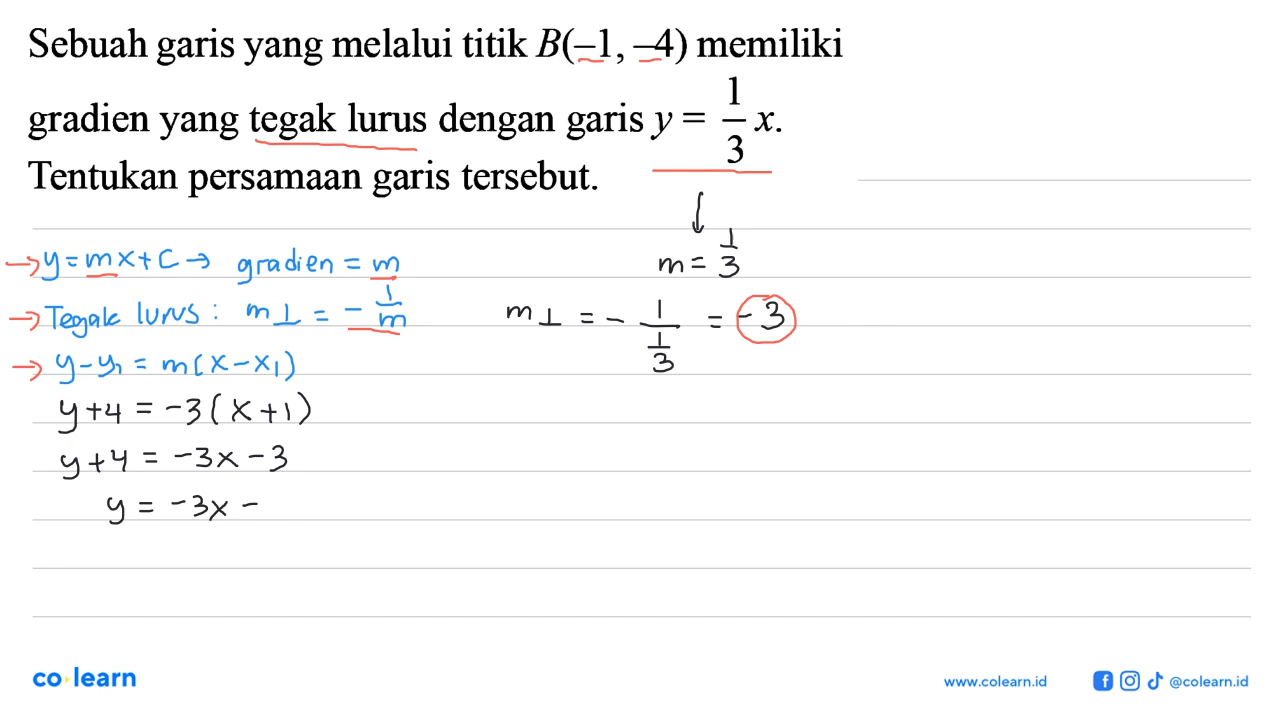 Sebuah garis yang melalui titik B(–1, –4) memiliki
gradien yang tegak lurus dengan garis y = 1/3 x.
Tentukan persamaan garis tersebut.
→ y = mx + c → gradien = m
→ Tegak lurus : m⊥ = - 1/m
→ y - y₁ = m(x - x₁)
y + 4 = -3(x + 1)
y + 4 = -3x - 3
y = -3x -
↓
m = 1/3
m⊥ = - 1/(1/3) = -3
co learn
www.colearn.id
@colearn.id